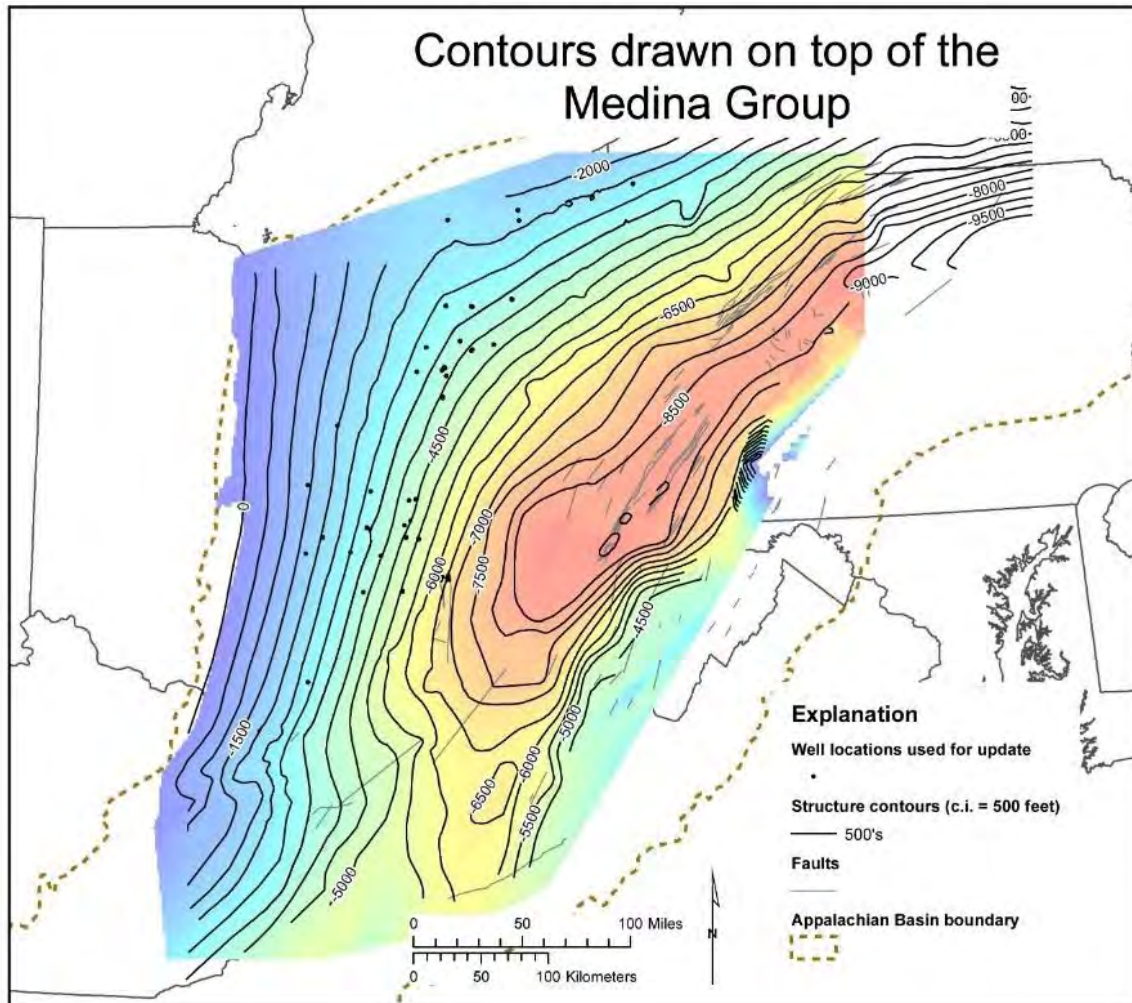 Contours drawn on top of the
Medina Group
00
-2000
-8000
-9500
-9000
-6500
-8500
-4500
0
-7000
-7500
-6000
-4500
-1500
-5000
-6000
-6500
-5500
-5000
Explanation
Well locations used for update
Structure contours (c.i. = 500 feet)
500's
Faults
Appalachian Basin boundary
N
0 50 100 Miles
0 50 100 Kilometers